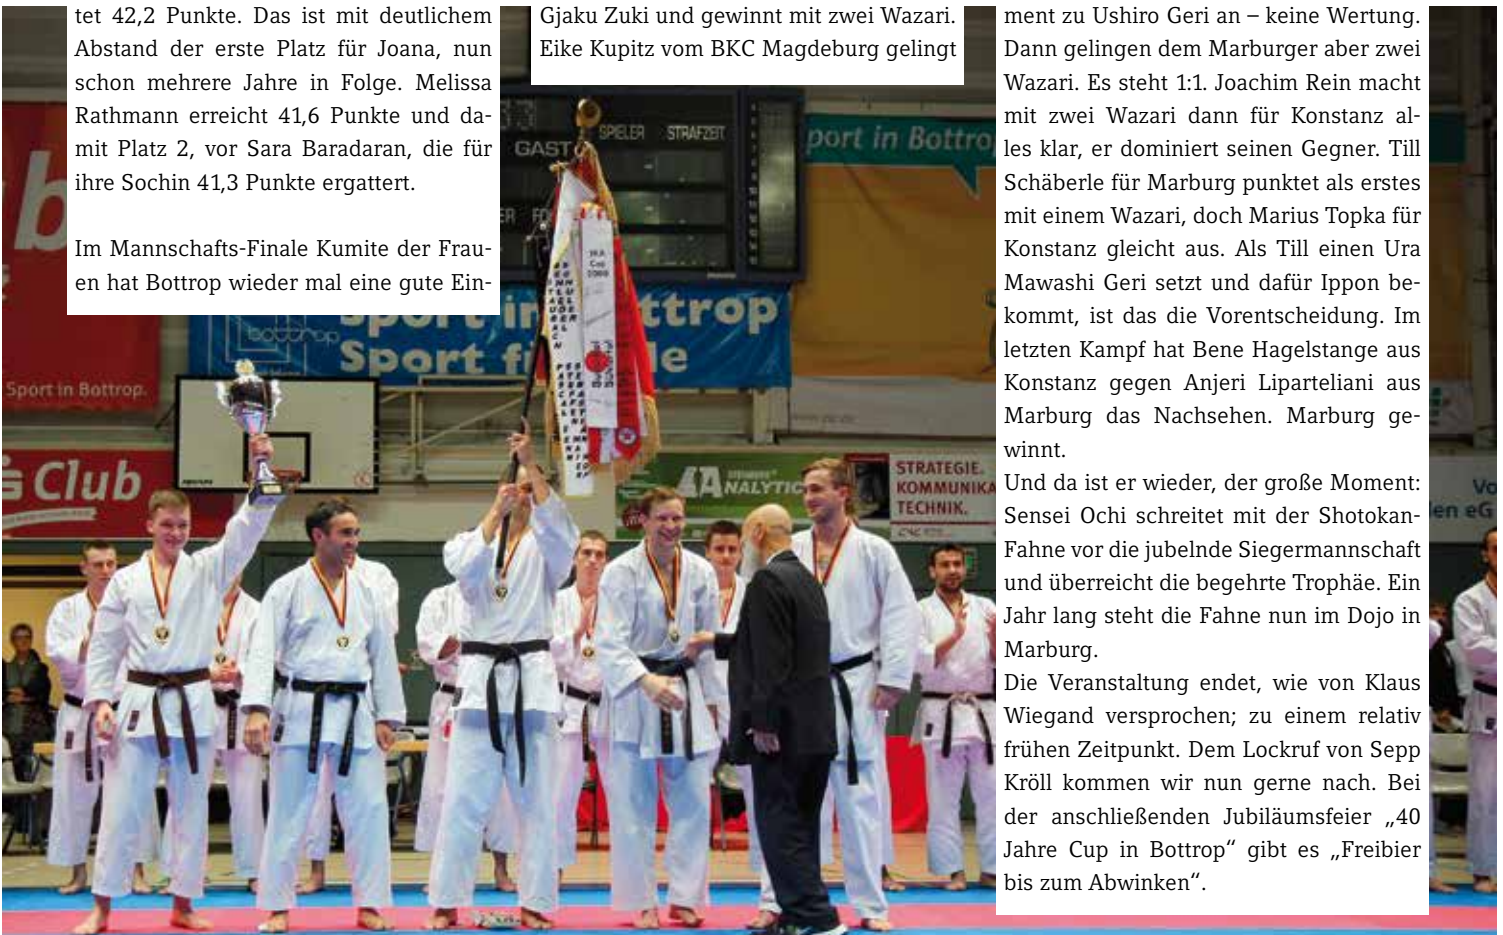 tet 42,2 Punkte. Das ist mit deutlichem
Abstand der erste Platz für Joana, nun
schon mehrere Jahre in Folge. Melissa
Rathmann erreicht 41,6 Punkte und da-
mit Platz 2, vor Sara Baradaran, die für
ihre Sochin 41,3 Punkte ergattert.
Im Mannschafts-Finale Kumite der Frau-
en hat Bottrop wieder mal eine gute Ein-
Gjaku Zuki und gewinnt mit zwei Wazari.
Eike Kupitz vom BKC Magdeburg gelingt
ment zu Ushiro Geri an – keine Wertung.
Dann gelingen dem Marburger aber zwei
Wazari. Es steht 1:1. Joachim Rein macht
mit zwei Wazari dann für Konstanz al-
les klar, er dominiert seinen Gegner. Till
Schäberle für Marburg punktet als erstes
mit einem Wazari, doch Marius Topka für
Konstanz gleicht aus. Als Till einen Ura
Mawashi Geri setzt und dafür Ippon be-
kommt, ist das die Vorentscheidung. Im
letzten Kampf hat Bene Hagelstange aus
Konstanz gegen Anjeri Liparteliani aus
Marburg das Nachsehen. Marburg ge-
winnt.
Und da ist er wieder, der große Moment:
Sensei Ochi schreitet mit der Shotokan-
Fahne vor die jubelnde Siegermannschaft
und überreicht die begehrte Trophäe. Ein
Jahr lang steht die Fahne nun im Dojo in
Marburg.
Die Veranstaltung endet, wie von Klaus
Wiegand versprochen; zu einem relativ
frühen Zeitpunkt. Dem Lockruf von Sepp
Kröll kommen wir nun gerne nach. Bei
der anschließenden Jubiläumsfeier „40
Jahre Cup in Bottrop“ gibt es „Freibier
bis zum Abwinken“.
SPIELER STRAFZEIT
GAST
port in Bottro
Sport in ttrop
bottrop
Sport f
Sport in Bottrop.
Club
ANALYTIC
STRATEGIE.
KOMMUNIKA
TECHNIK.
Vo
en eG